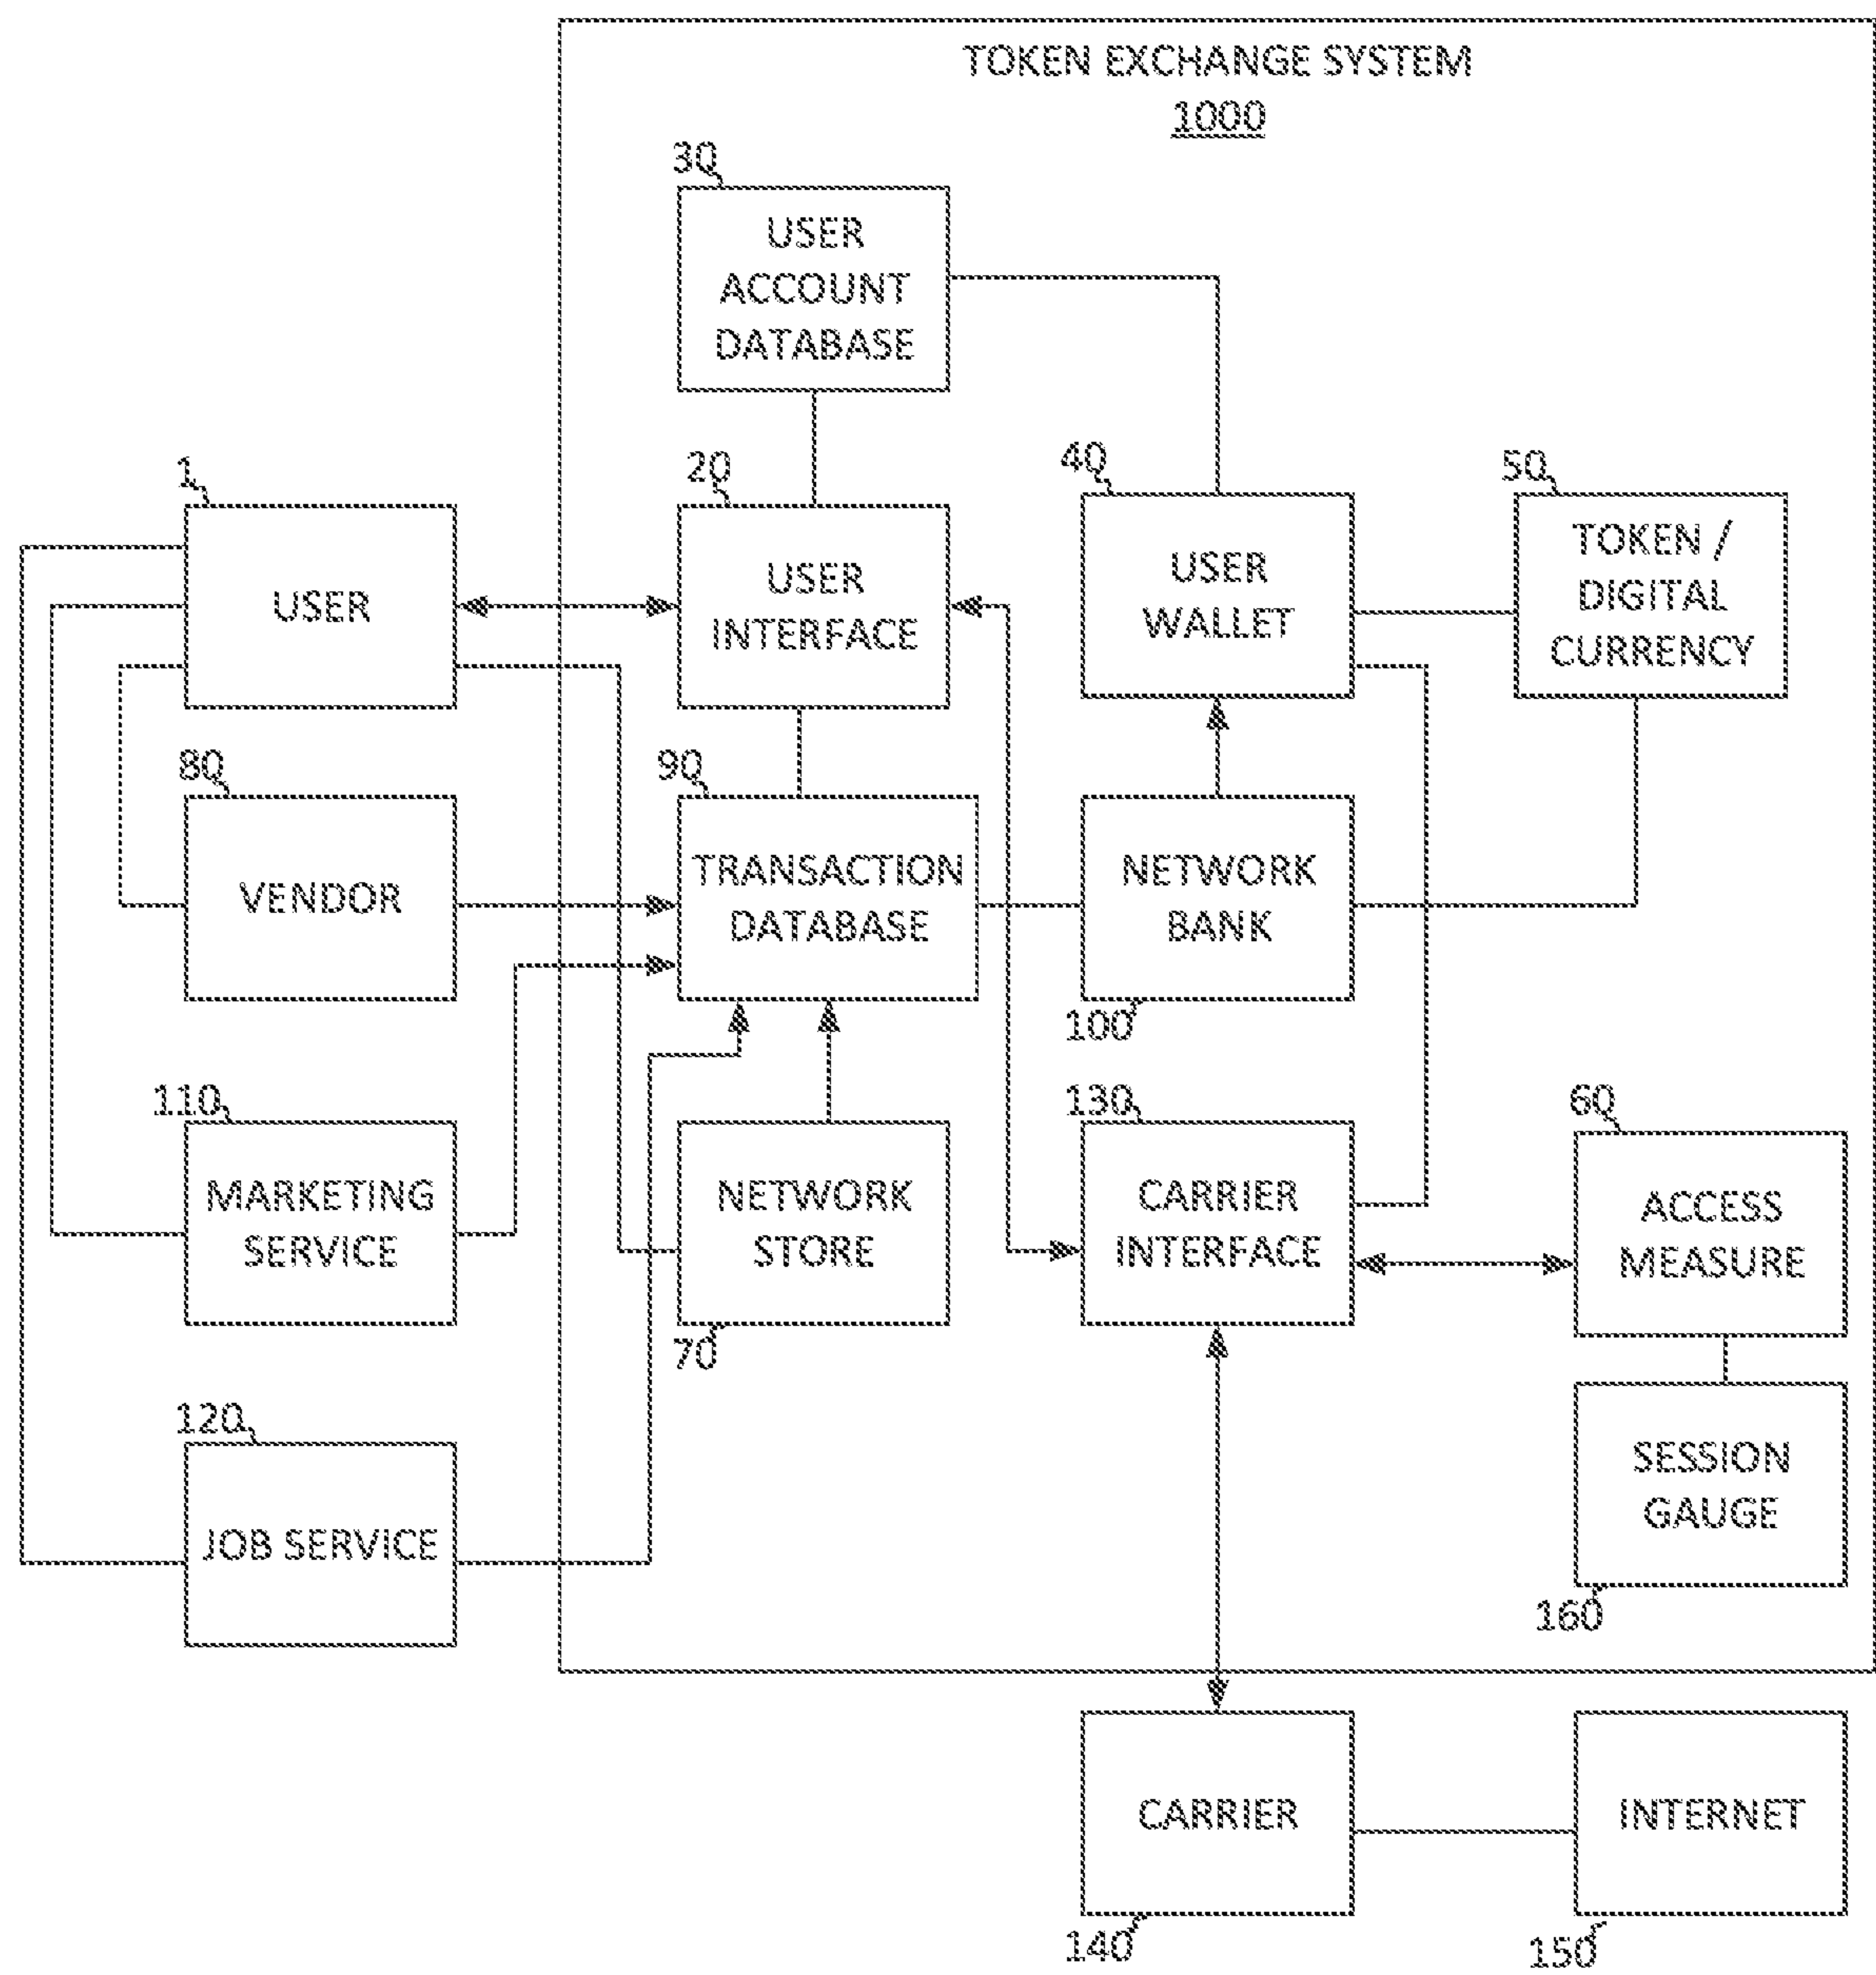 TOKEN EXCHANGE SYSTEM
1000
30
USER
ACCOUNT
DATABASE
1
USER
20
USER
INTERFACE
40
USER
WALLET
50
TOKEN /
DIGITAL
CURRENCY
80
VENDOR
90
TRANSACTION
DATABASE
NETWORK
BANK
100
110
MARKETING
SERVICE
NETWORK
STORE
70
130
CARRIER
INTERFACE
60
ACCESS
MEASURE
120
JOB SERVICE
SESSION
GAUGE
160
CARRIER
140
INTERNET
150